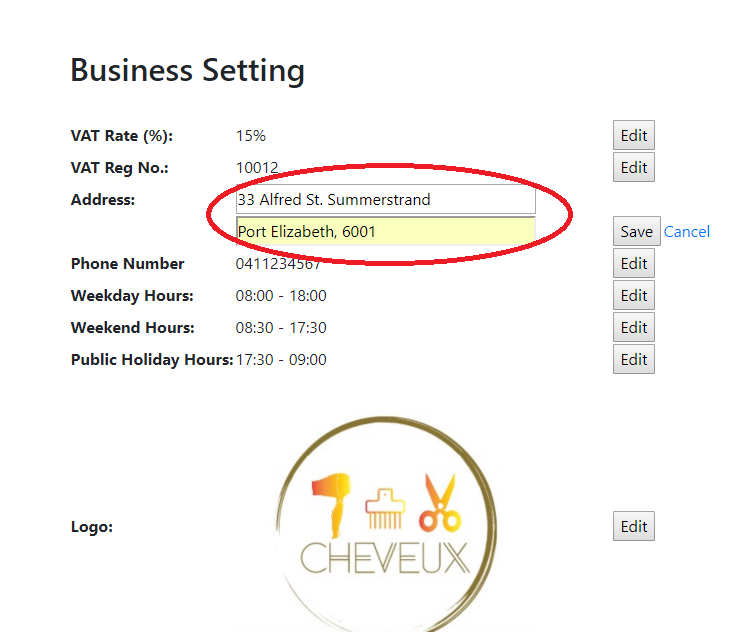 Business Setting
VAT Rate (%): 15% Edit
VAT Reg No.: 10012 Edit
Address: 33 Alfred St. Summerstrand
Port Elizabeth, 6001 Save Cancel
Phone Number 0411234567 Edit
Weekday Hours: 08:00 - 18:00 Edit
Weekend Hours: 08:30 - 17:30 Edit
Public Holiday Hours: 17:30 - 09:00 Edit
Logo: Edit
CHEVEUX